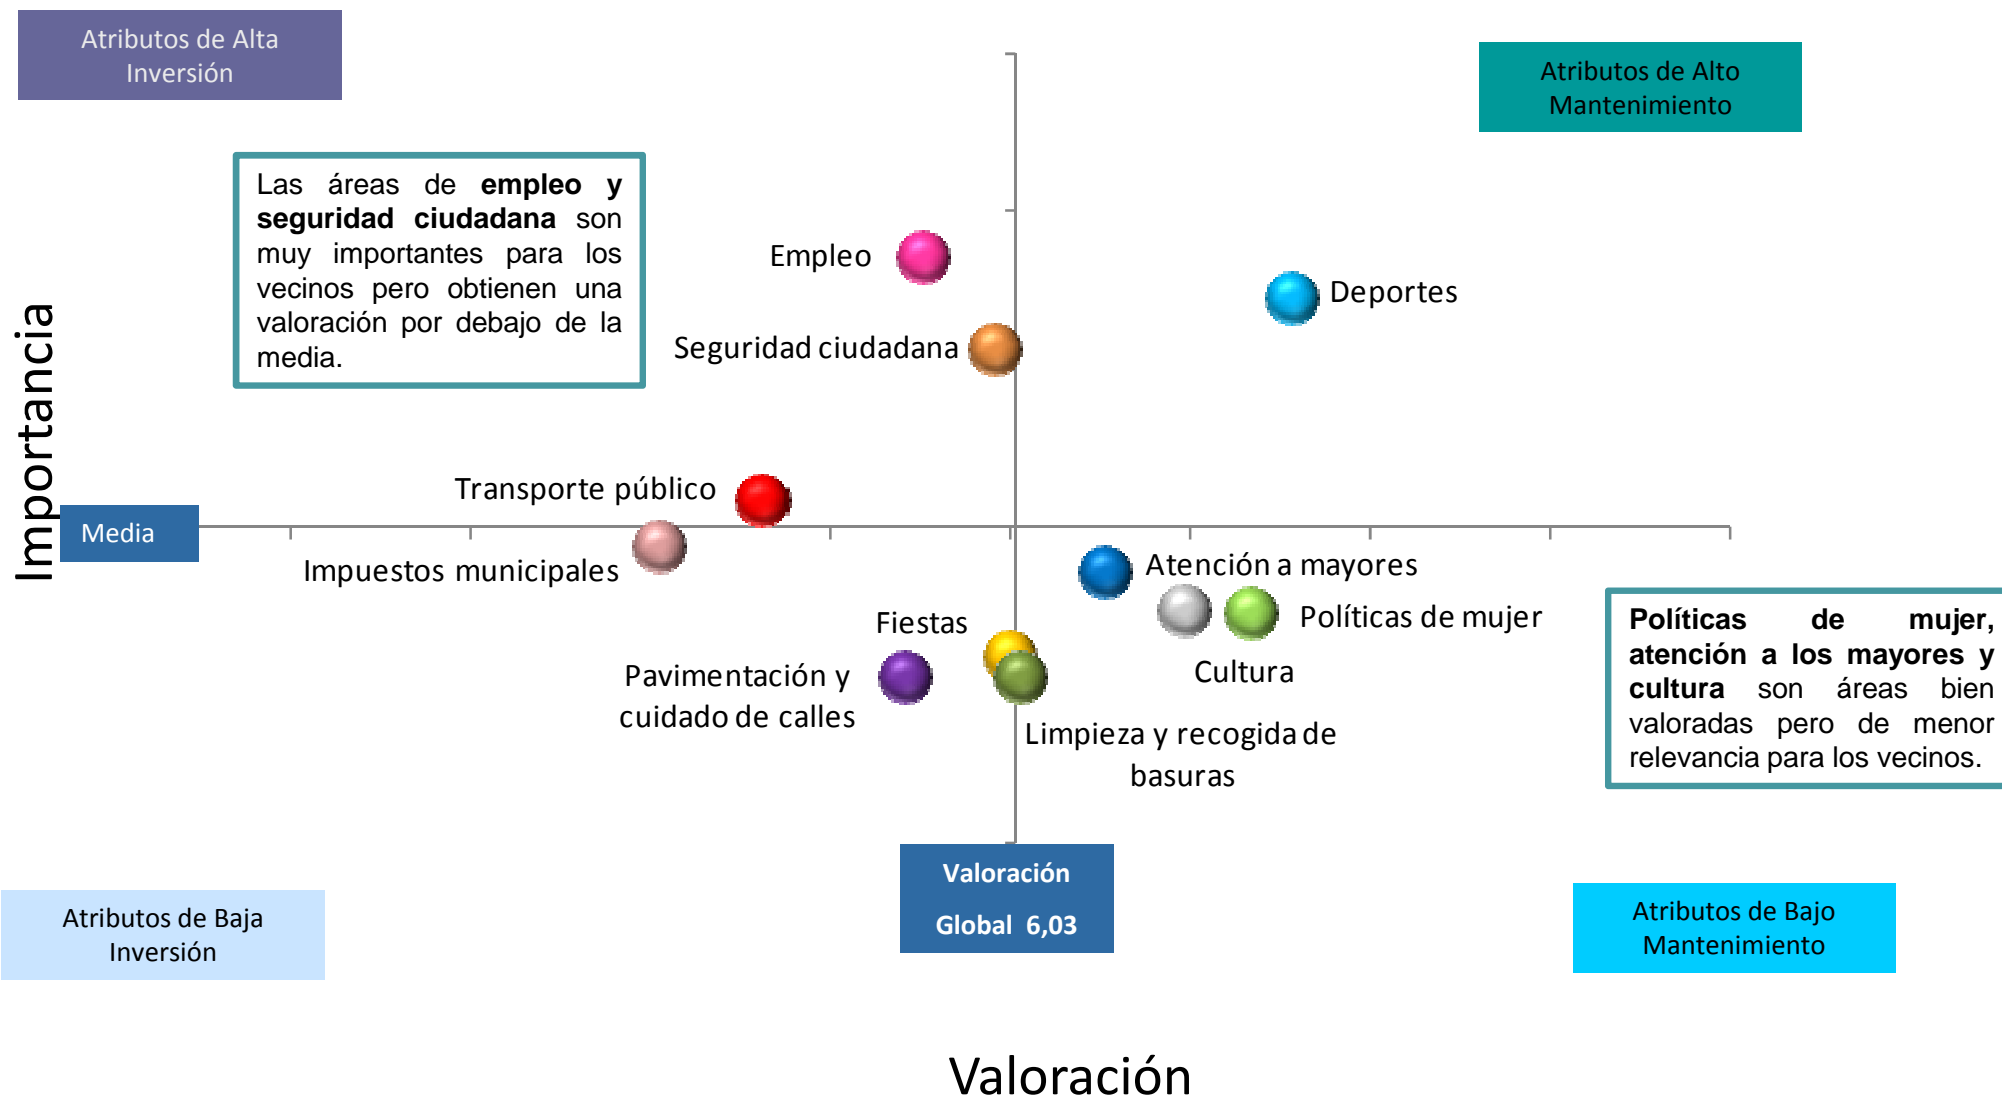 Atributos de Alta
Inversión
Atributos de Alto
Mantenimiento
Las áreas de empleo y
seguridad ciudadana son
muy importantes para los
vecinos pero obtienen una
valoración por debajo de la
media.
Empleo
Deportes
Seguridad ciudadana
Importancia
Transporte público
Media
Impuestos municipales
Atención a mayores
Políticas de mujer
Fiestas
Cultura
Pavimentación y
cuidado de calles
Limpieza y recogida de
basuras
Políticas de mujer,
atención a los mayores y
cultura son áreas bien
valoradas pero de menor
relevancia para los vecinos.
Valoración
Global 6,03
Atributos de Baja
Inversión
Atributos de Bajo
Mantenimiento
Valoración